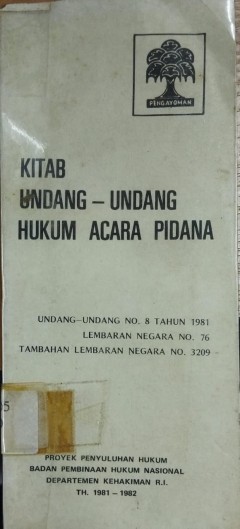 PENGAYOMAN
KITAB
UNDANG – UNDANG
HUKUM ACARA PIDANA
UNDANG–UNDANG NO. 8 TAHUN 1981
LEMBARAN NEGARA NO. 76
TAMBAHAN LEMBARAN NEGARA NO. 3209
PROYEK PENYULUHAN HUKUM
BADAN PEMBINAAN HUKUM NASIONAL
DEPARTEMEN KEHAKIMAN R.I.
TH. 1981 – 1982